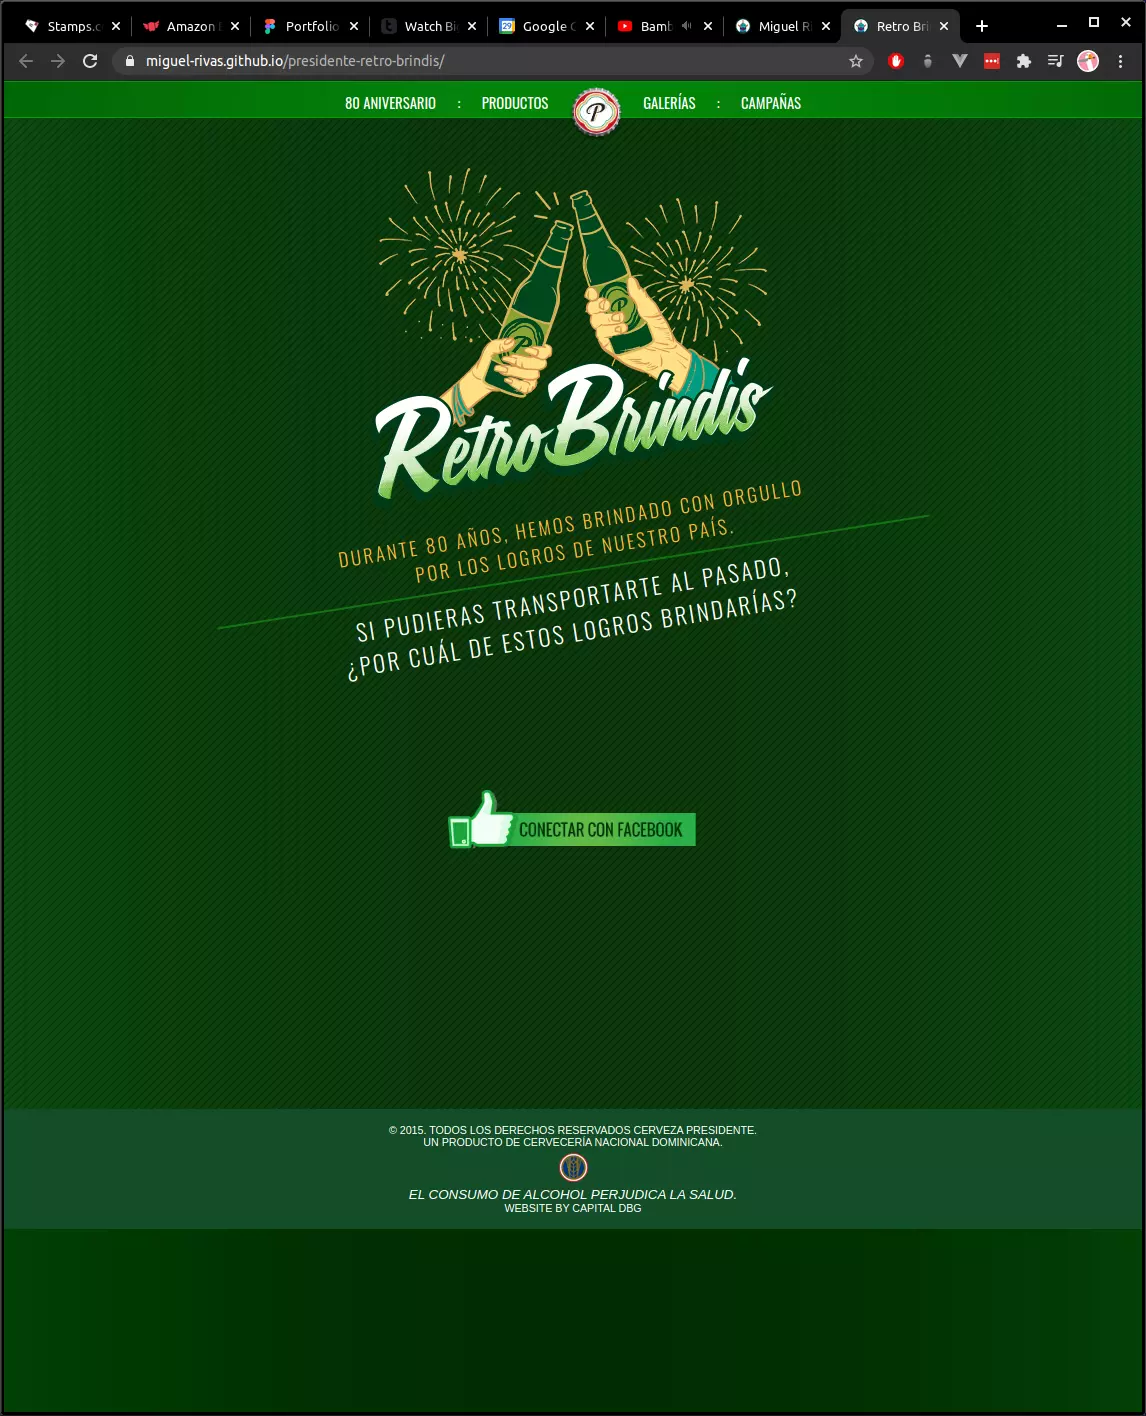 Stamps.c
Amazon
Portfolio
Watch Bi
Google C
Bamb
Miguel R
Retro Bri
miguel-rivas.github.io/presidente-retro-brindis/
80 ANIVERSARIO : PRODUCTOS P GALERÍAS : CAMPAÑAS
Retro Brindis
DURANTE 80 AÑOS, HEMOS BRINDADO CON ORGULLO
POR LOS LOGROS DE NUESTRO PAÍS.
SI PUDIERAS TRANSPORTARTE AL PASADO,
¿POR CUÁL DE ESTOS LOGROS BRINDARÍAS?
CONECTAR CON FACEBOOK
© 2015. TODOS LOS DERECHOS RESERVADOS CERVEZA PRESIDENTE.
UN PRODUCTO DE CERVECERÍA NACIONAL DOMINICANA.
EL CONSUMO DE ALCOHOL PERJUDICA LA SALUD.
WEBSITE BY CAPITAL DBG